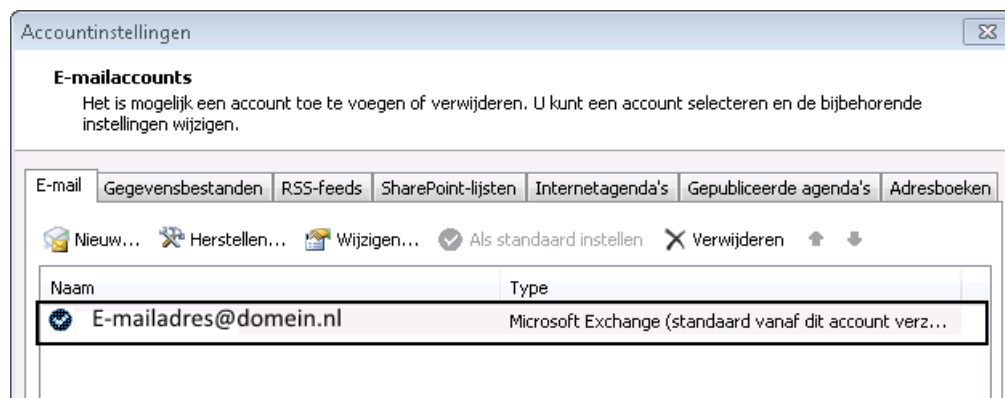 Accountinstellingen
E-mailaccounts
Het is mogelijk een account toe te voegen of verwijderen. U kunt een account selecteren en de bijbehorende
instellingen wijzigen.
E-mail Gegevensbestanden RSS-feeds SharePoint-lijsten Internetagenda's Gepubliceerde agenda's Adresboeken
Nieuw... Herstellen... Wijzigen... Als standaard instellen Verwijderen
Naam Type
E-mailadres@domein.nl Microsoft Exchange (standaard vanaf dit account verz...